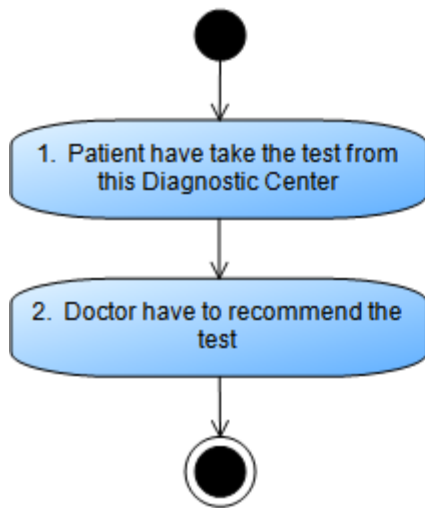 1. Patient have take the test from
this Diagnostic Center
2. Doctor have to recommend the
test